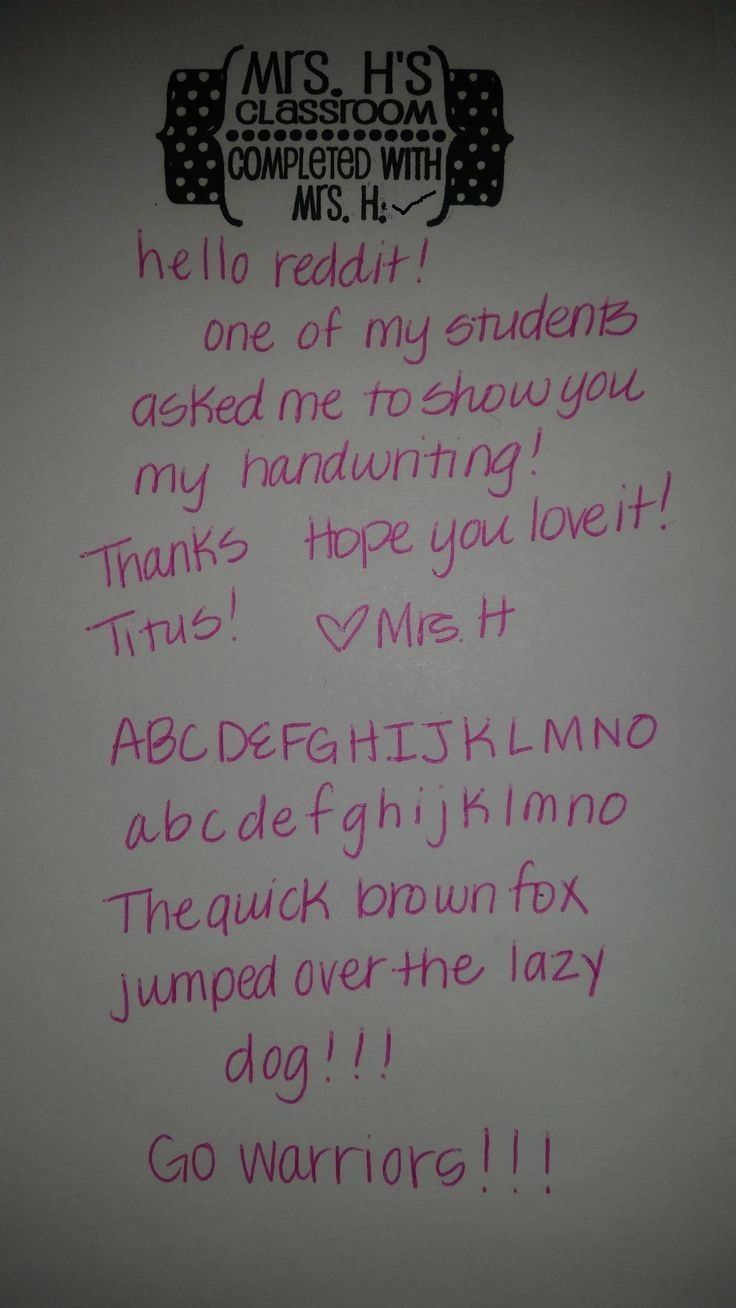 Mrs. H's
Classroom
Completed with
Mrs. H.
hello reddit!
one of my students
asked me to show you
my handwriting!
Thanks Hope you love it!
Titus! ♡ Mrs. H
ABCDEFGHIJKLMNO
abcdefghijklmno
The quick brown fox
jumped over the lazy
dog!!!
Go Warriors!!!